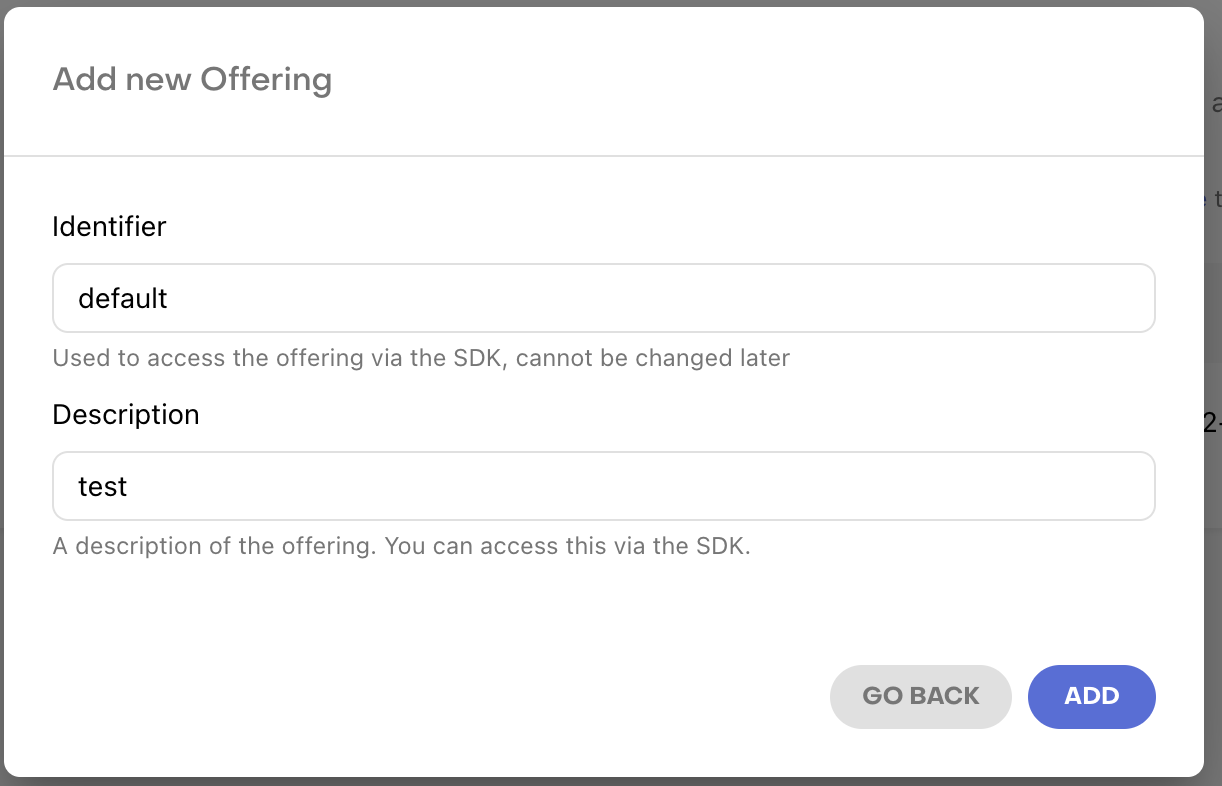 Add new Offering
Identifier
default
Used to access the offering via the SDK, cannot be changed later
Description
test
A description of the offering. You can access this via the SDK.
GO BACK
ADD